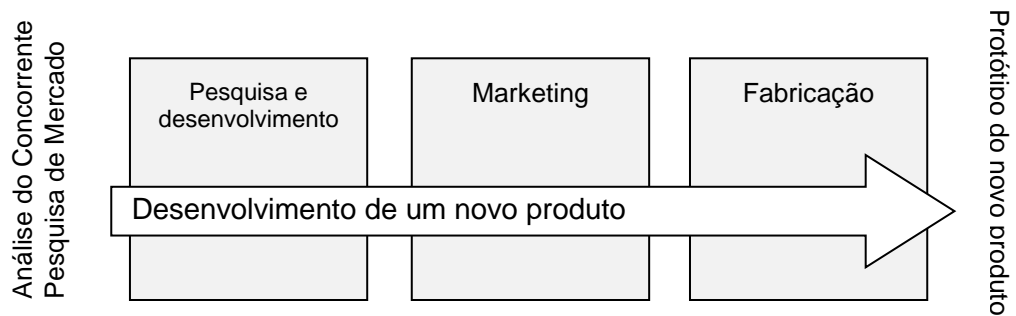 Análise do Concorrente
Pesquisa de Mercado
Pesquisa e
desenvolvimento
Marketing
Fabricação
Desenvolvimento de um novo produto
Protótipo do novo produto